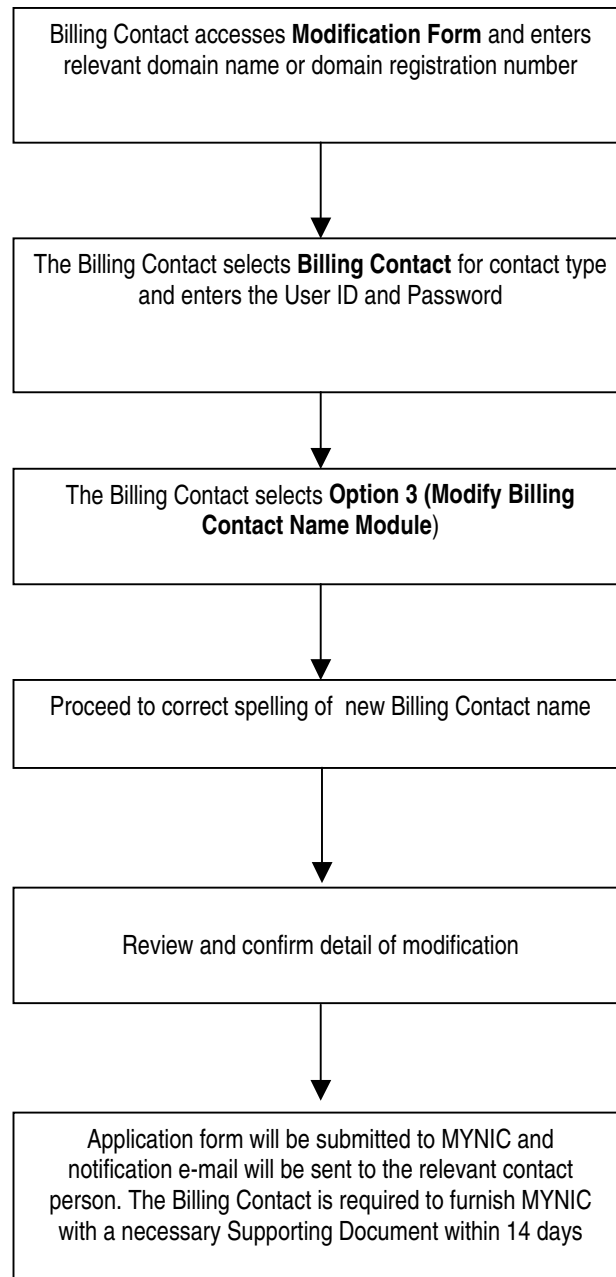 Billing Contact accesses Modification Form and enters
relevant domain name or domain registration number
The Billing Contact selects Billing Contact for contact type
and enters the User ID and Password
The Billing Contact selects Option 3 (Modify Billing
Contact Name Module)
Proceed to correct spelling of  new Billing Contact name
Review and confirm detail of modification
Application form will be submitted to MYNIC and
notification e-mail will be sent to the relevant contact
person. The Billing Contact is required to furnish MYNIC
with a necessary Supporting Document within 14 days